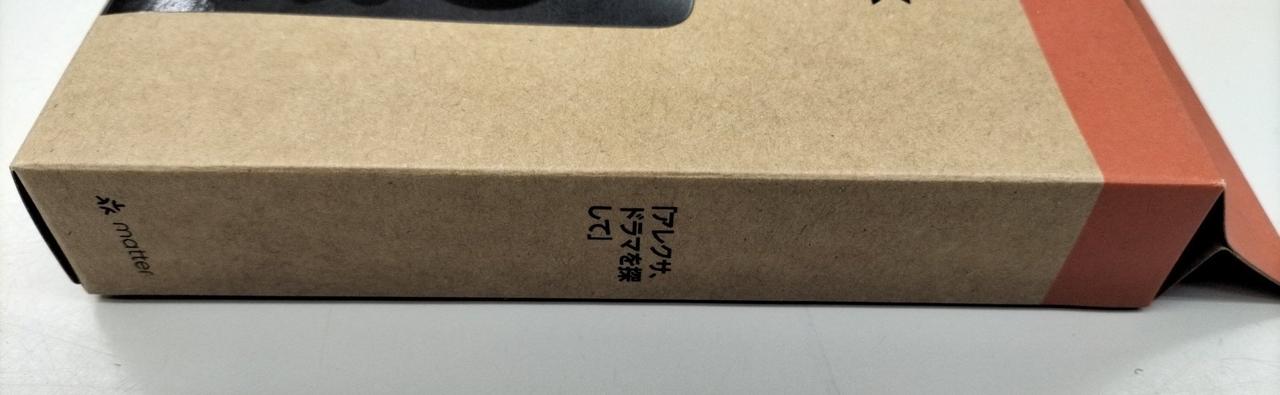 「アレクサ、
ドラマを探
して」
matter